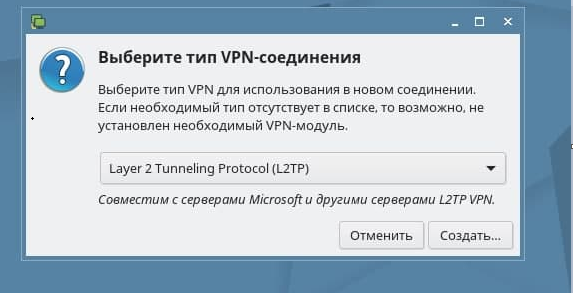 Выберите тип VPN-соединения
Выберите тип VPN для использования в новом соединении.
Если необходимый тип отсутствует в списке, то возможно, не
установлен необходимый VPN-модуль.
Layer 2 Tunneling Protocol (L2TP)
Совместим с серверами Microsoft и другими серверами L2TP VPN.
Отменить
Создать...